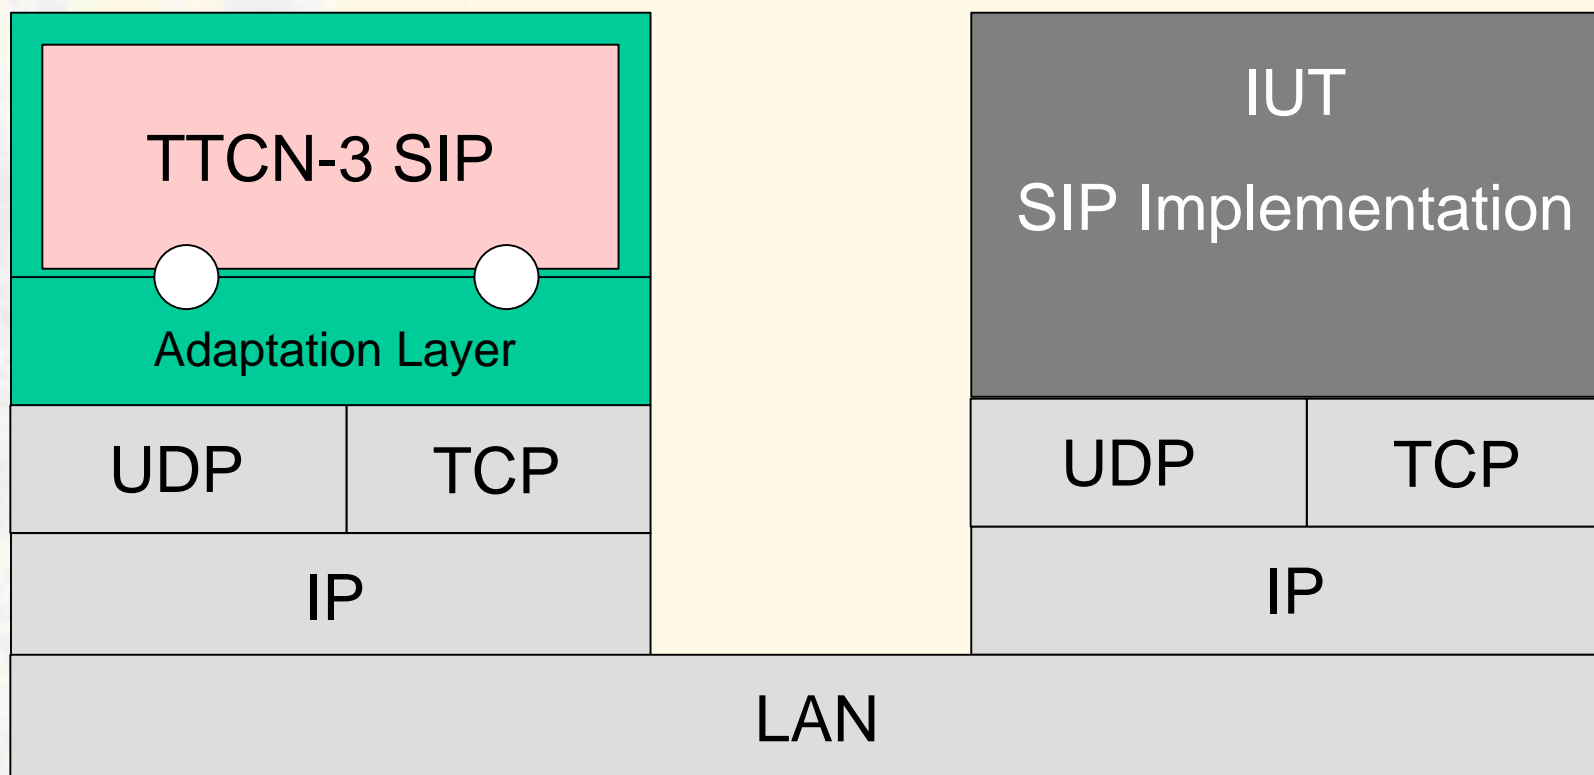 TTCN-3 SIP
Adaptation Layer
UDP
TCP
IP
IUT
SIP Implementation
UDP
TCP
IP
LAN